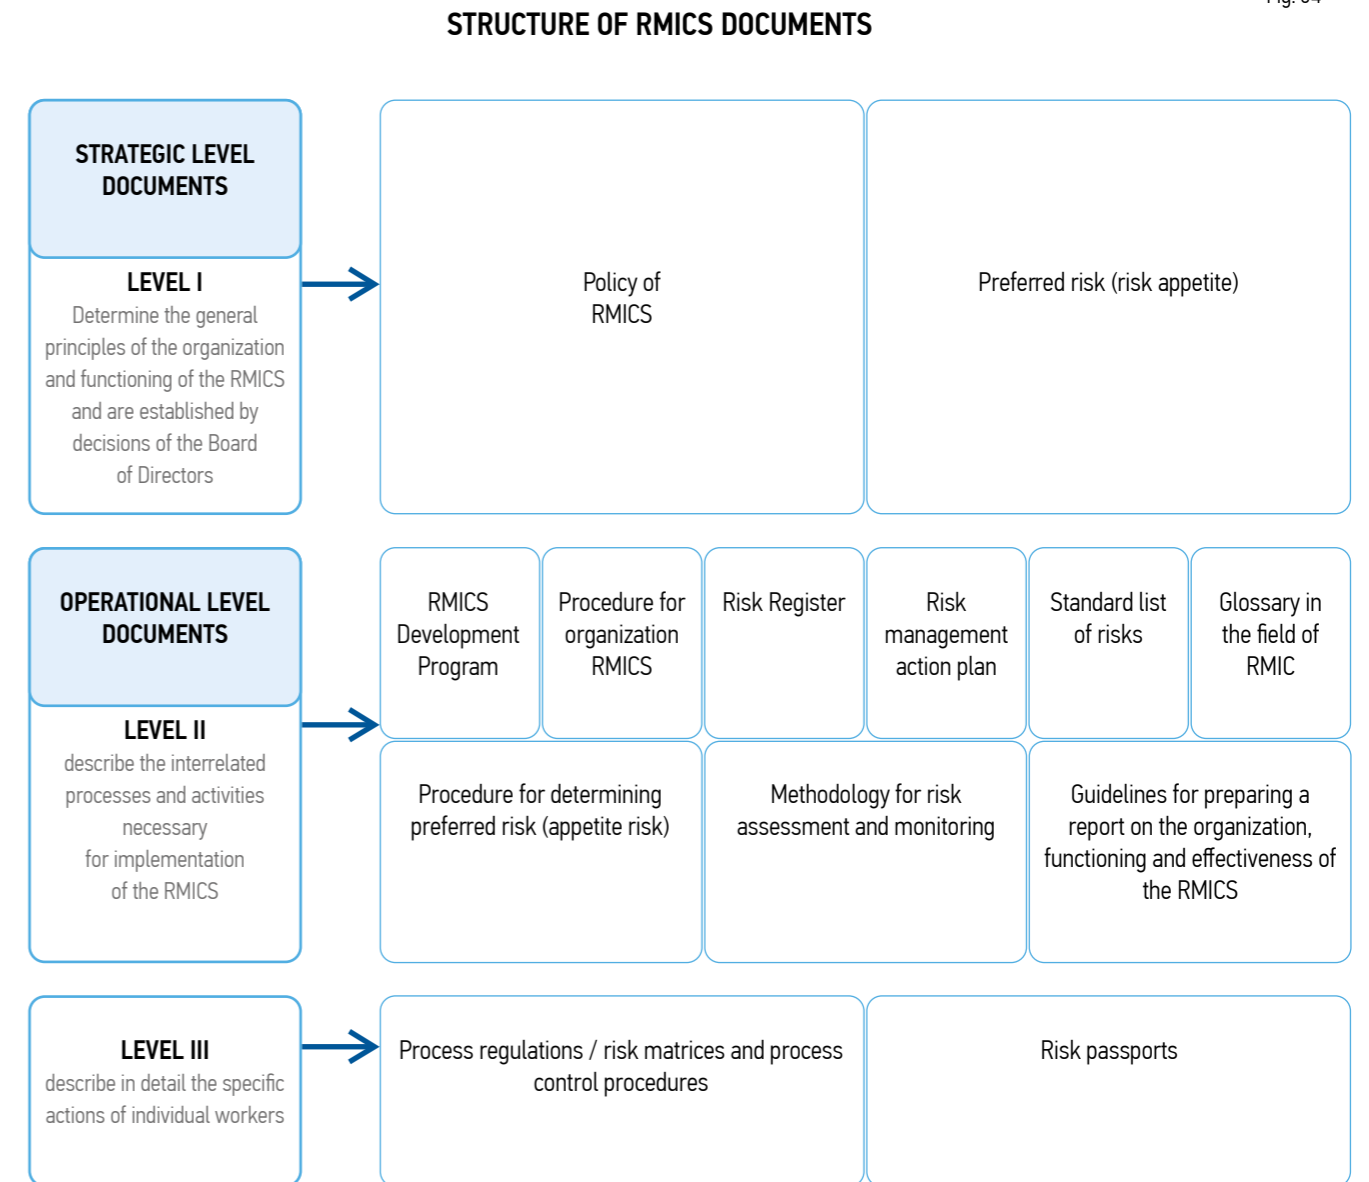 STRUCTURE OF RMICS DOCUMENTS
STRATEGIC LEVEL
DOCUMENTS
LEVEL I
Determine the general
principles of the organization
and functioning of the RMICS
and are established by
decisions of the Board
of Directors
Policy of
RMICS
Preferred risk (risk appetite)
OPERATIONAL LEVEL
DOCUMENTS
LEVEL II
describe the interrelated
processes and activities
necessary
for implementation
of the RMICS
RMICS
Development
Program
Procedure for
organization
RMICS
Risk Register
Risk
management
action plan
Standard list
of risks
Glossary in
the field of
RMIC
Procedure for determining
preferred risk (appetite risk)
Methodology for risk
assessment and monitoring
Guidelines for preparing a
report on the organization,
functioning and effectiveness of
the RMICS
LEVEL III
describe in detail the specific
actions of individual workers
Process regulations / risk matrices and process
control procedures
Risk passports